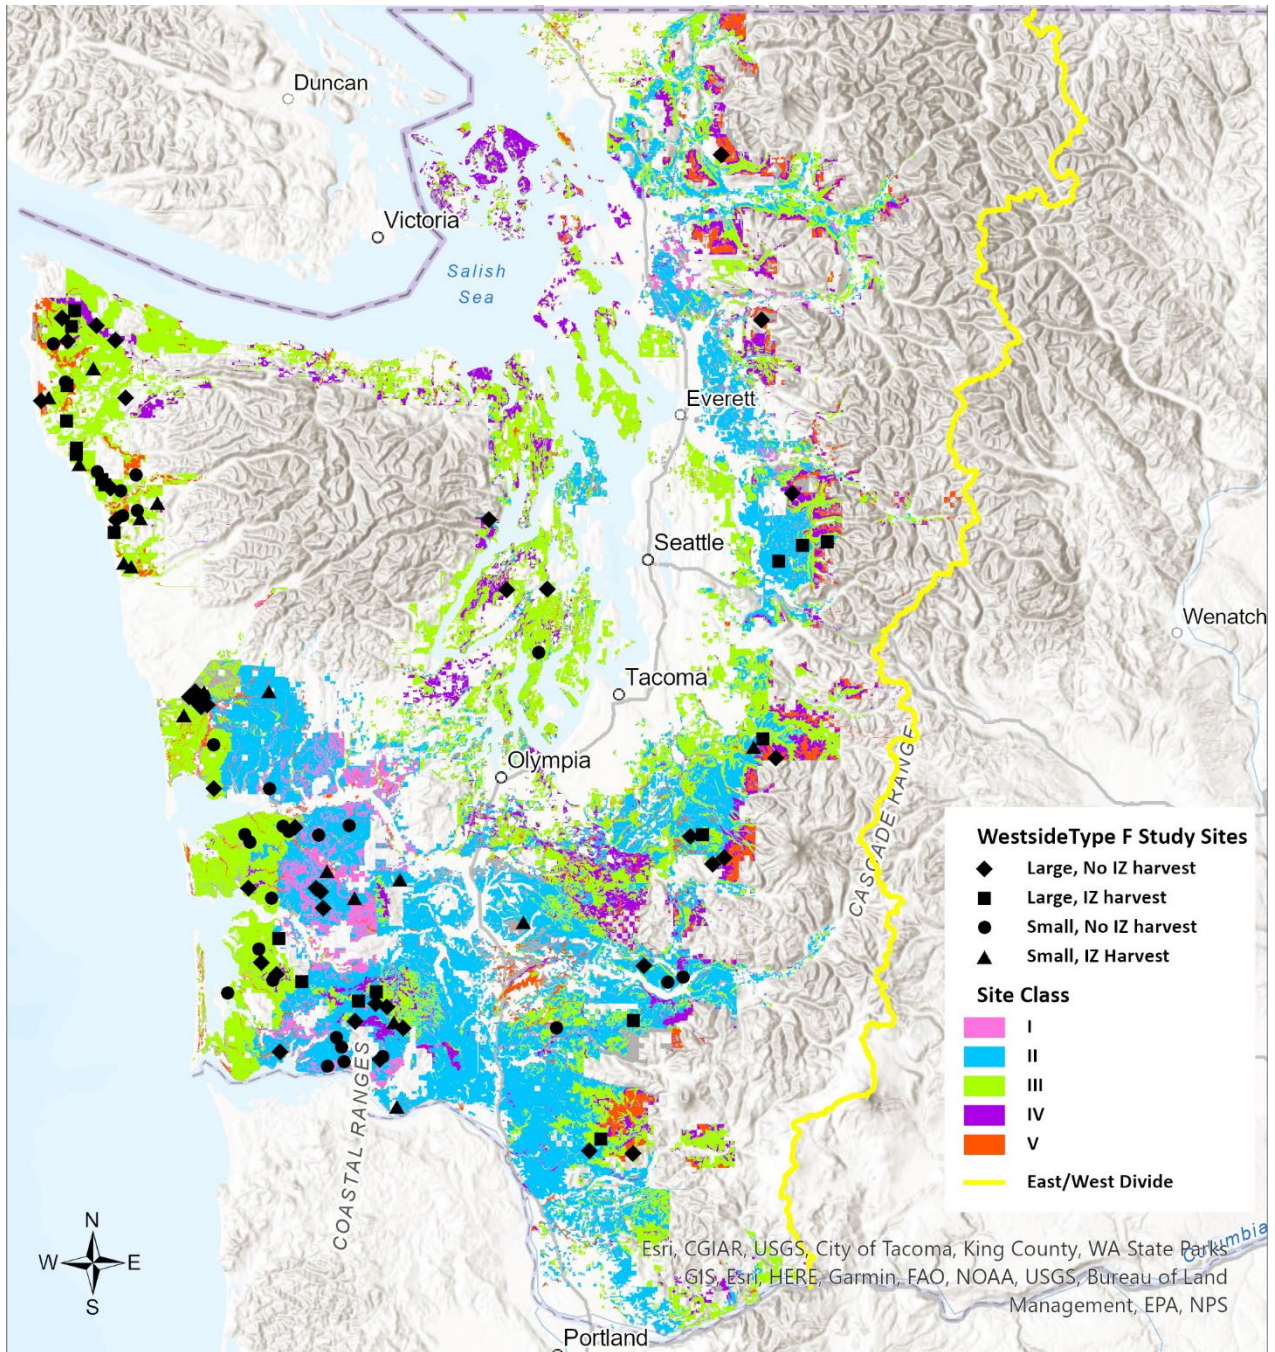 Duncan
Victoria
Salish
Sea
Everett
Seattle
Wenatch
Tacoma
Olympia
CASCADE RANGE
COASTAL RANGES
WestsideType F Study Sites
Large, No IZ harvest
Large, IZ harvest
Small, No IZ harvest
Small, IZ Harvest
Site Class
I
II
III
IV
V
East/West Divide
N
W E
S
Columbia
Esri, CGIAR, USGS, City of Tacoma, King County, WA State Parks
GIS, Esri, HERE, Garmin, FAO, NOAA, USGS, Bureau of Land
Management, EPA, NPS
Portland